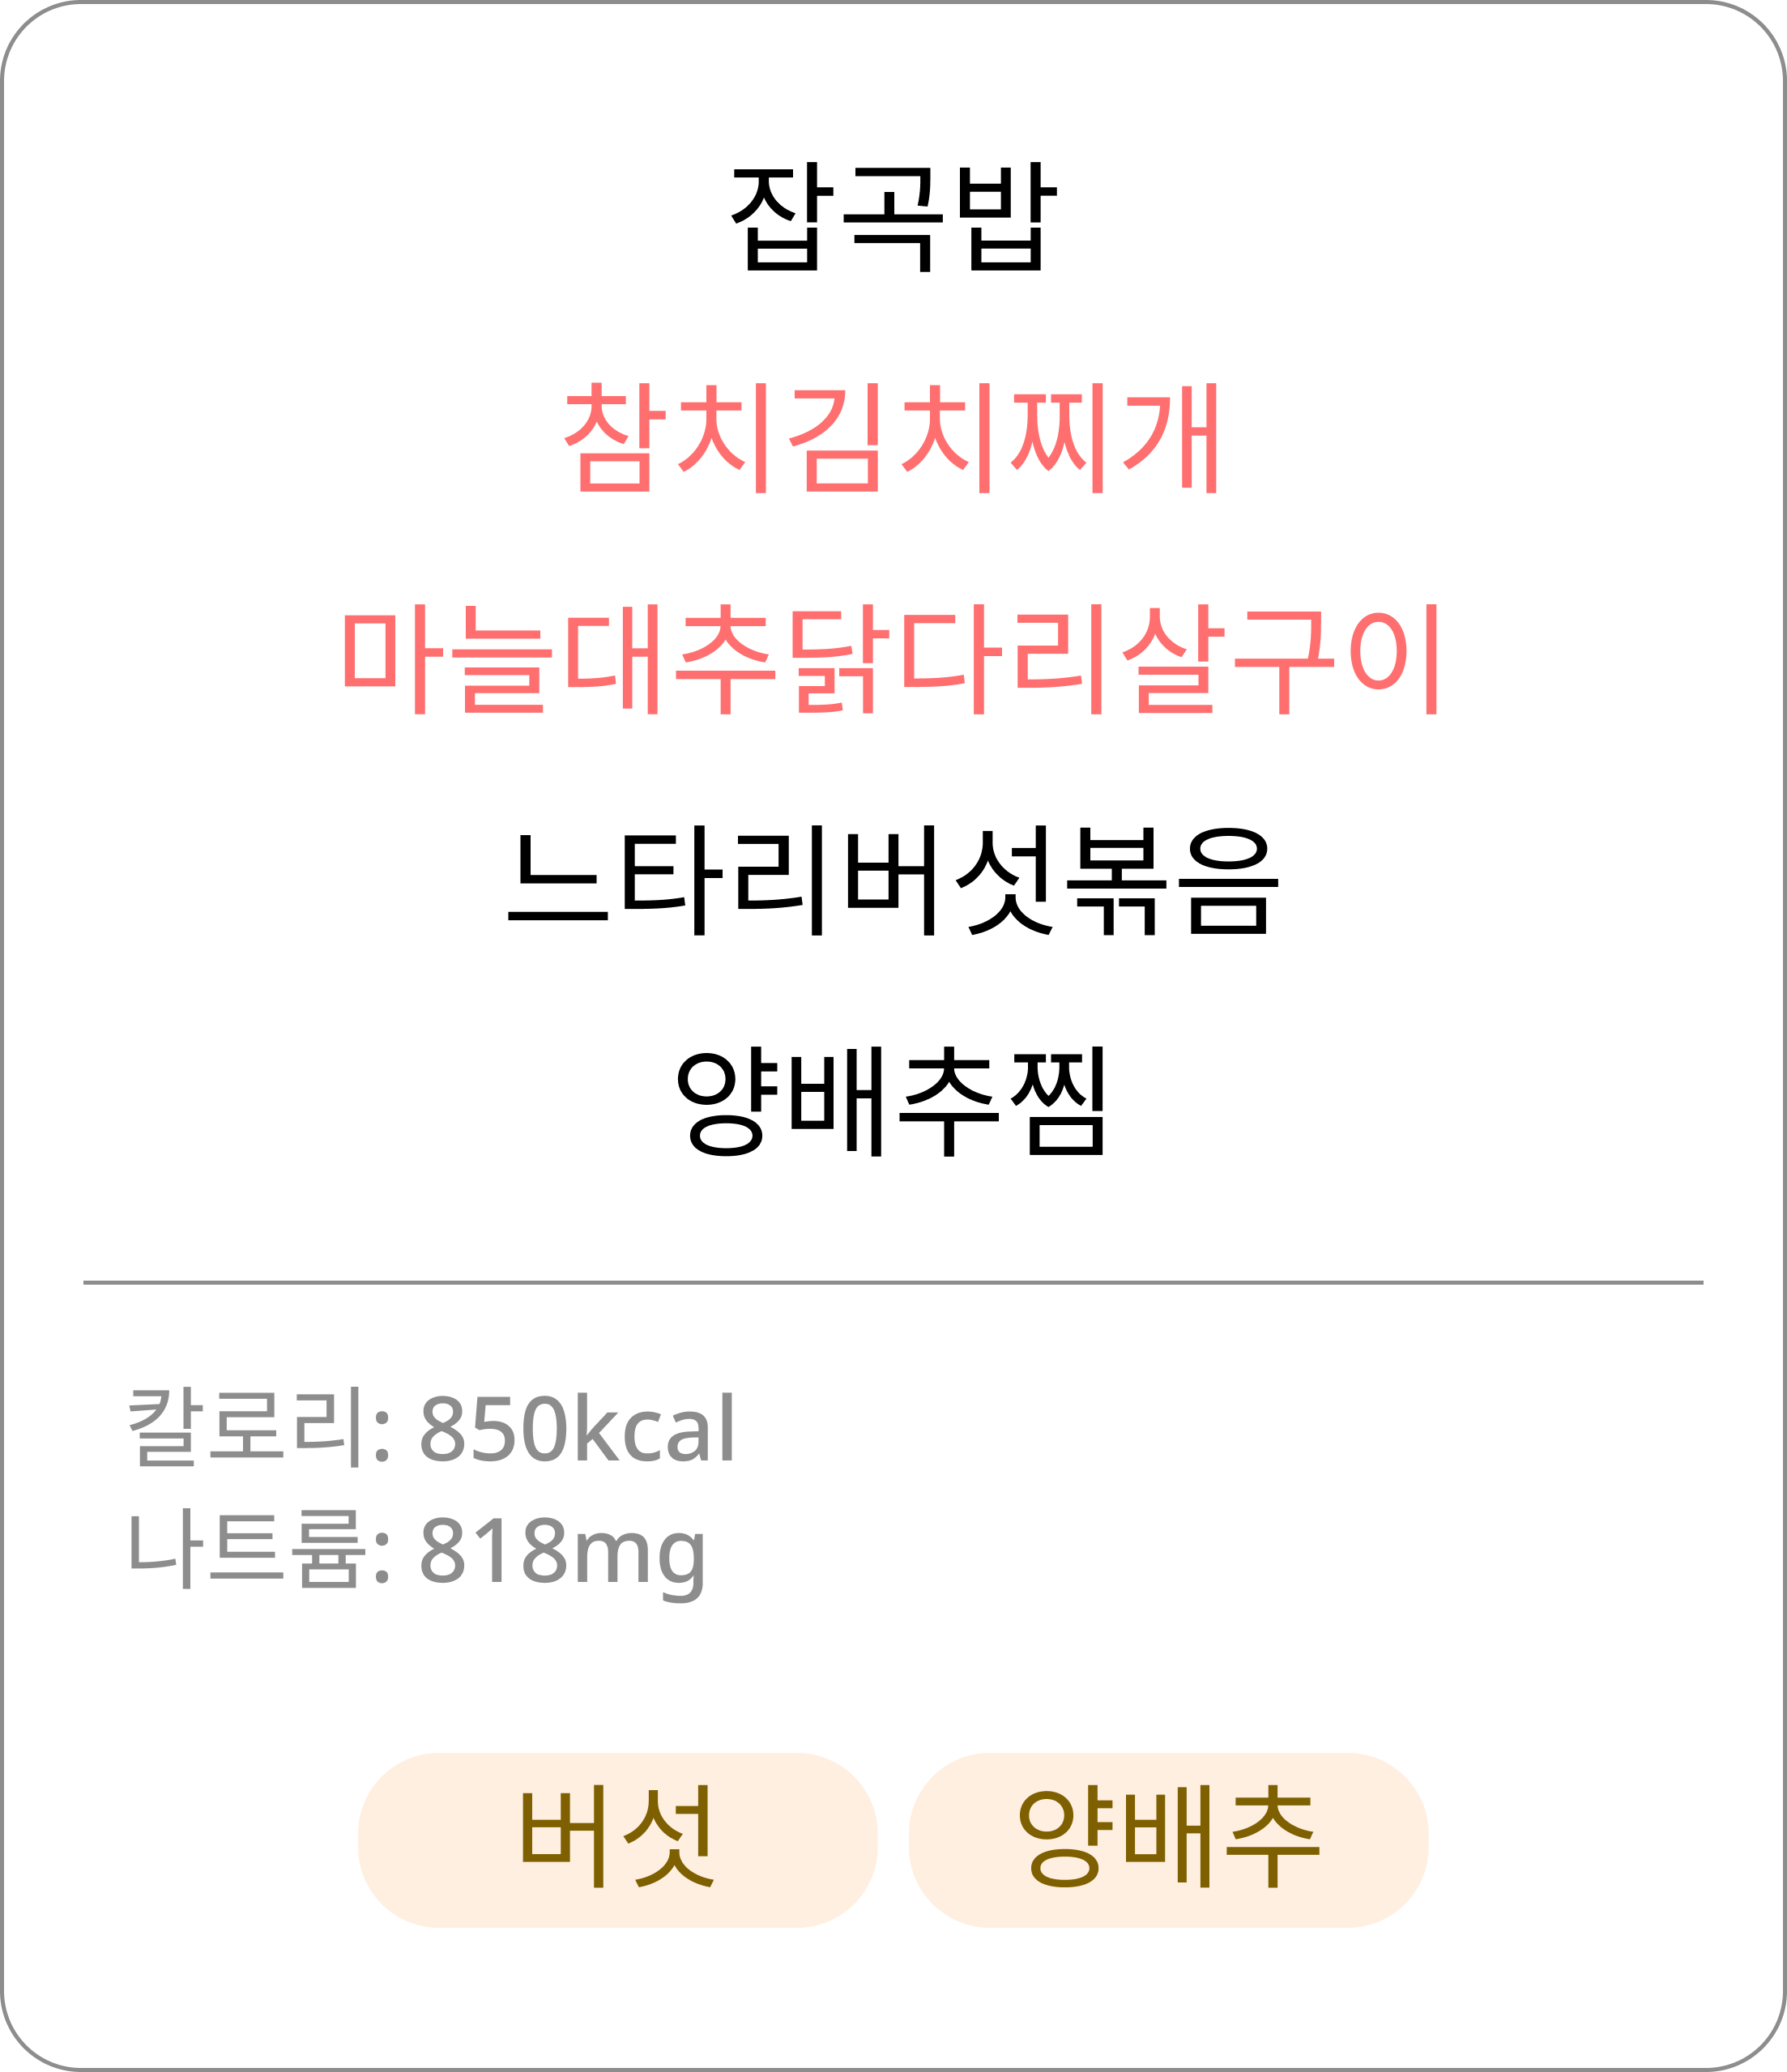 잡곡밥
참치김치찌개
마늘대추닭다리살구이
느타리버섯볶음
양배추찜
칼로리: 850kcal
나트륨: 818mg
버섯 양배추